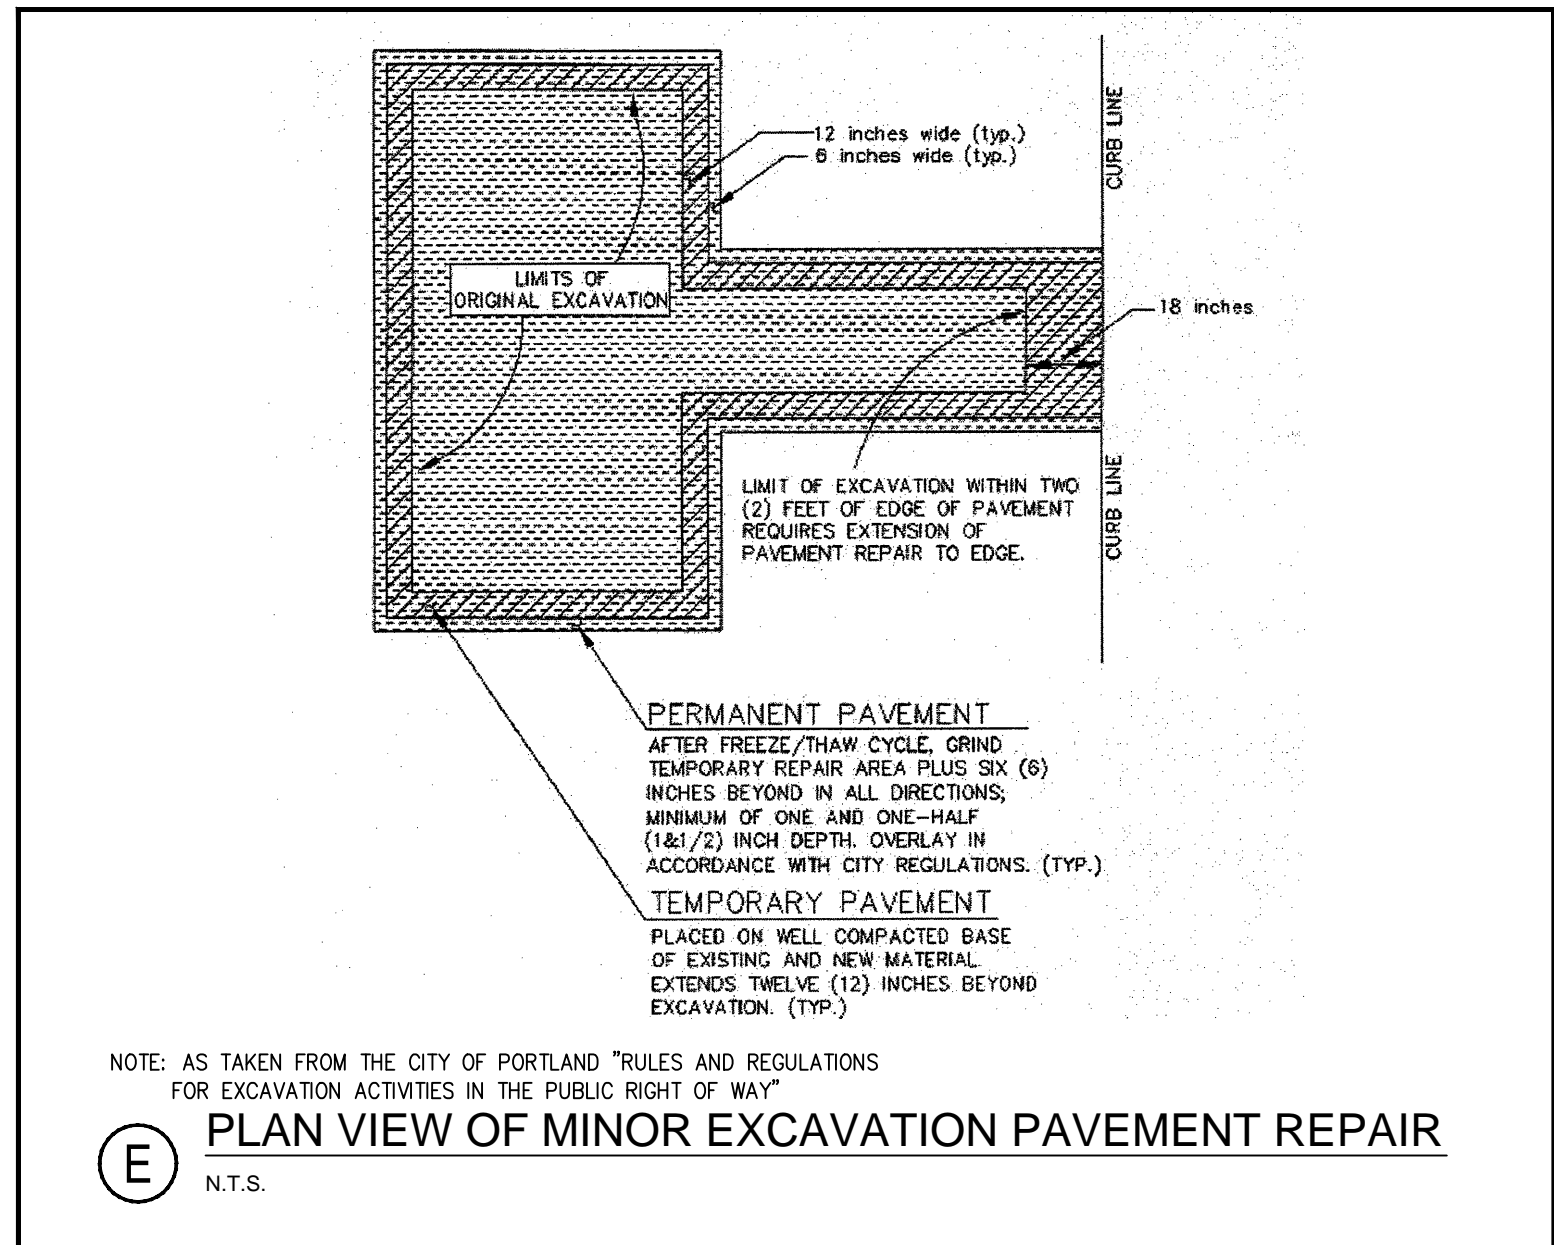 12 inches wide (typ.)
6 inches wide (typ.)
CURB LINE
LIMITS OF
ORIGINAL EXCAVATION
18 inches
LIMIT OF EXCAVATION WITHIN TWO
(2) FEET OF EDGE OF PAVEMENT
REQUIRES EXTENSION OF
PAVEMENT REPAIR TO EDGE.
CURB LINE
PERMANENT PAVEMENT
AFTER FREEZE/THAW CYCLE, GRIND
TEMPORARY REPAIR AREA PLUS SIX (6)
INCHES BEYOND IN ALL DIRECTIONS;
MINIMUM OF ONE AND ONE-HALF
(1&1/2) INCH DEPTH. OVERLAY IN
ACCORDANCE WITH CITY REGULATIONS. (TYP.)
TEMPORARY PAVEMENT
PLACED ON WELL COMPACTED BASE
OF EXISTING AND NEW MATERIAL
EXTENDS TWELVE (12) INCHES BEYOND
EXCAVATION. (TYP.)
NOTE: AS TAKEN FROM THE CITY OF PORTLAND "RULES AND REGULATIONS
FOR EXCAVATION ACTIVITIES IN THE PUBLIC RIGHT OF WAY"
E PLAN VIEW OF MINOR EXCAVATION PAVEMENT REPAIR
N.T.S.